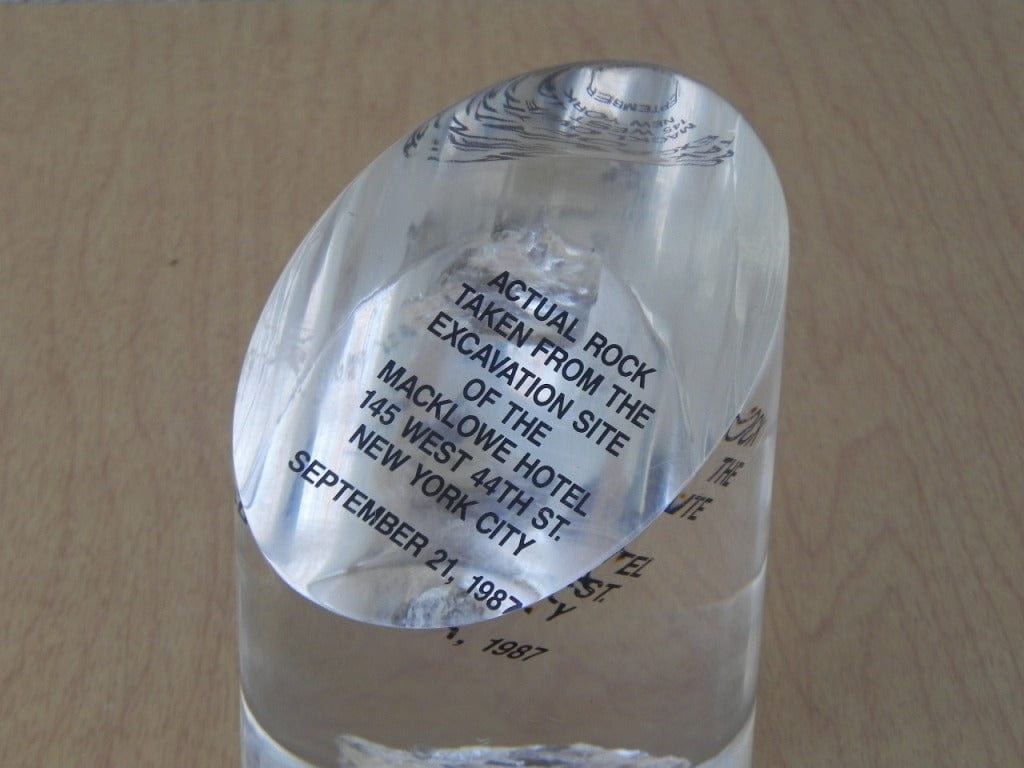 ACTUAL ROCK
TAKEN FROM THE
EXCAVATION SITE
OF THE
MACKLOWE HOTEL
145 WEST 44TH ST.
NEW YORK CITY
SEPTEMBER 21, 1987